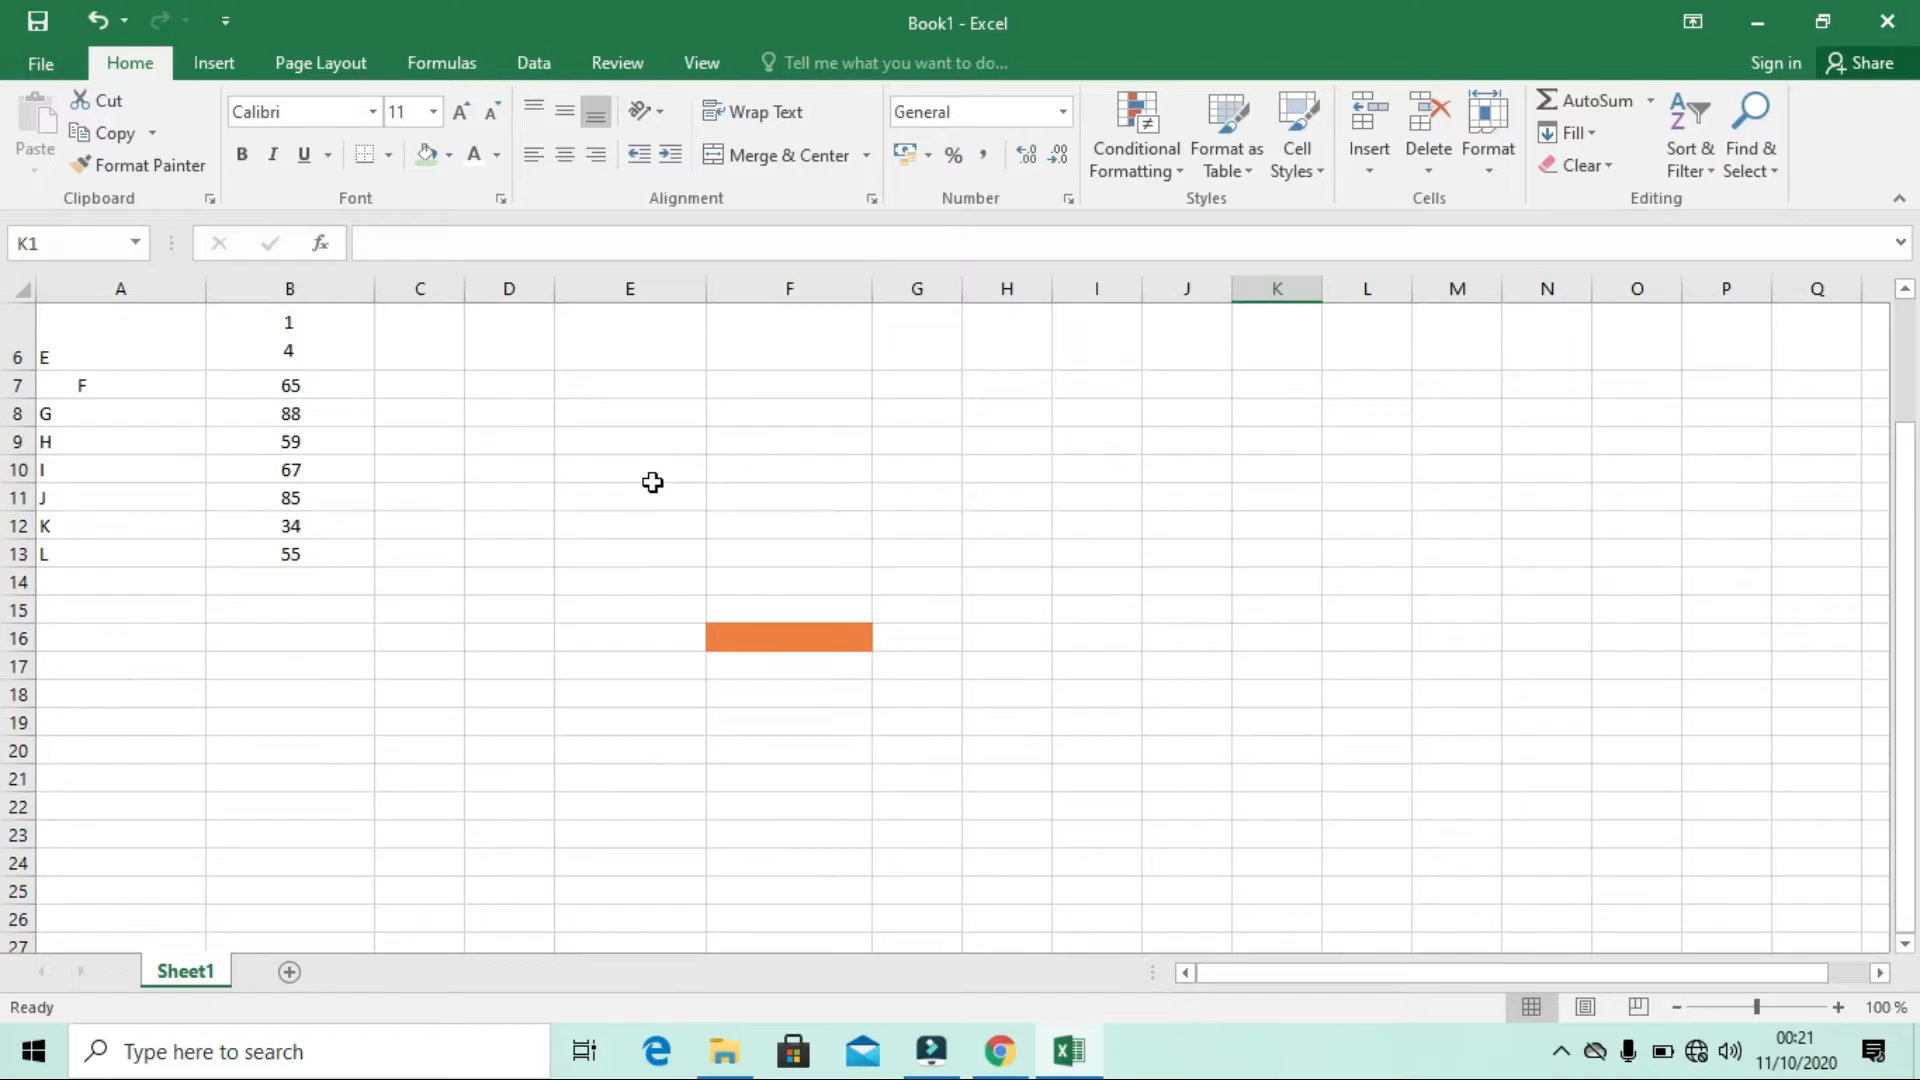 Book1 - Excel
File Home Insert Page Layout Formulas Data Review View Tell me what you want to do... Sign in Share
Paste
Cut
Copy
Format Painter
Clipboard
Calibri 11
B I U
Font
Wrap Text
Merge & Center
Alignment
General
%
Number
Conditional Formatting
Format as Table
Cell Styles
Styles
Insert
Delete
Format
Cells
AutoSum
Fill
Clear
Sort & Filter
Find & Select
Editing
K1
fx
A B C D E F G H I J K L M N O P Q
1
6 E 4
7 F 65
8 G 88
9 H 59
10 I 67
11 J 85
12 K 34
13 L 55
14
15
16
17
18
19
20
21
22
23
24
25
26
27
Sheet1
Ready
100 %
Type here to search
00:21
11/10/2020